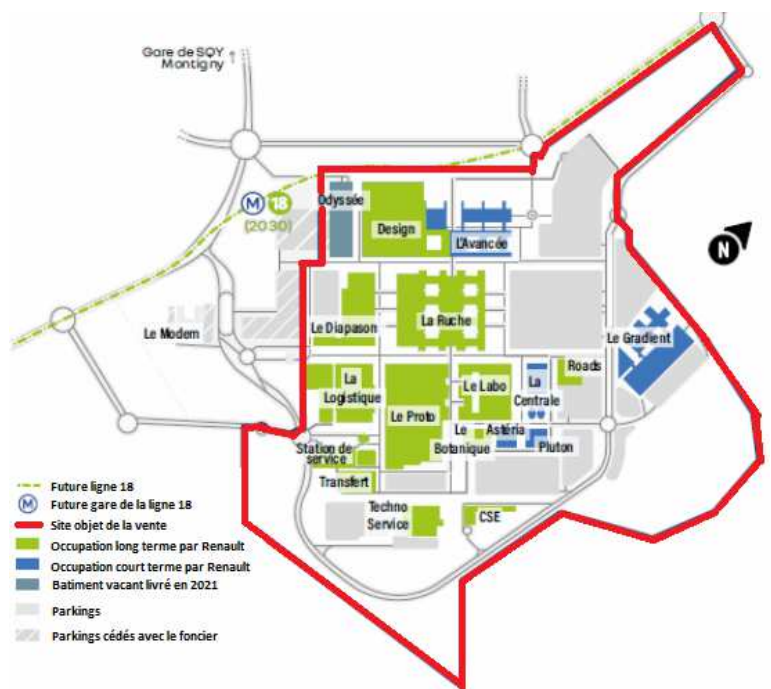 Gare de SQY
Montigny
M 18
(2030)
Odyssée
Design
L'Avancée
N
Le Modem
Le Diapason
La Ruche
Le Gradient
Roads
La
Logistique
Le Proto
Le Labo
La
Centrale
Le
Botanique
Astéria
Pluton
Station de
service
Transfert
Techno
Service
CSE
Future ligne 18
M Future gare de la ligne 18
Site objet de la vente
Occupation long terme par Renault
Occupation court terme par Renault
Batiment vacant livré en 2021
Parkings
Parkings cédés avec le foncier